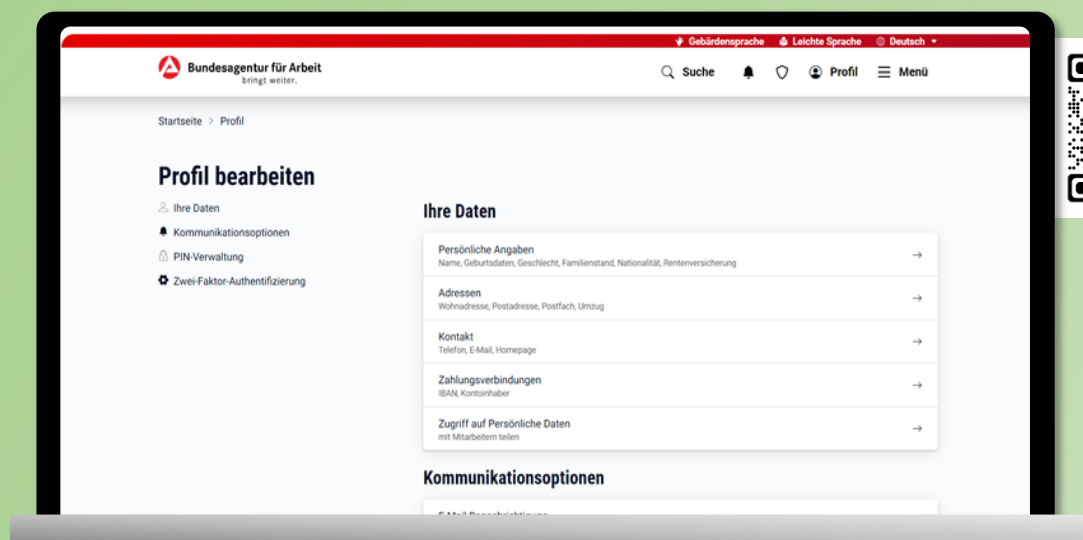 Gebärdensprache Leichte Sprache Deutsch
Bundesagentur für Arbeit
bringt weiter.
Suche Profil Menü
Startseite > Profil
Profil bearbeiten
Ihre Daten
Kommunikationsoptionen
PIN-Verwaltung
Zwei-Faktor-Authentifizierung
Ihre Daten
Persönliche Angaben
Name, Geburtsdaten, Geschlecht, Familienstand, Nationalität, Rentenversicherung
Adressen
Wohnadresse, Postadresse, Postfach, Umzug
Kontakt
Telefon, E-Mail, Homepage
Zahlungsverbindungen
IBAN, Kontoinhaber
Zugriff auf Persönliche Daten
mit Mitarbeitern teilen
Kommunikationsoptionen